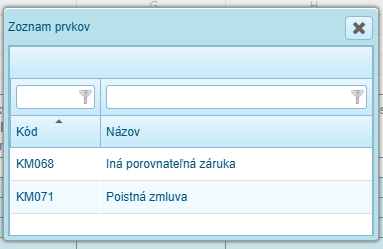 G H
Zoznam prvkov
Kód Názov
KM068 Iná porovnateľná záruka
KM071 Poistná zmluva